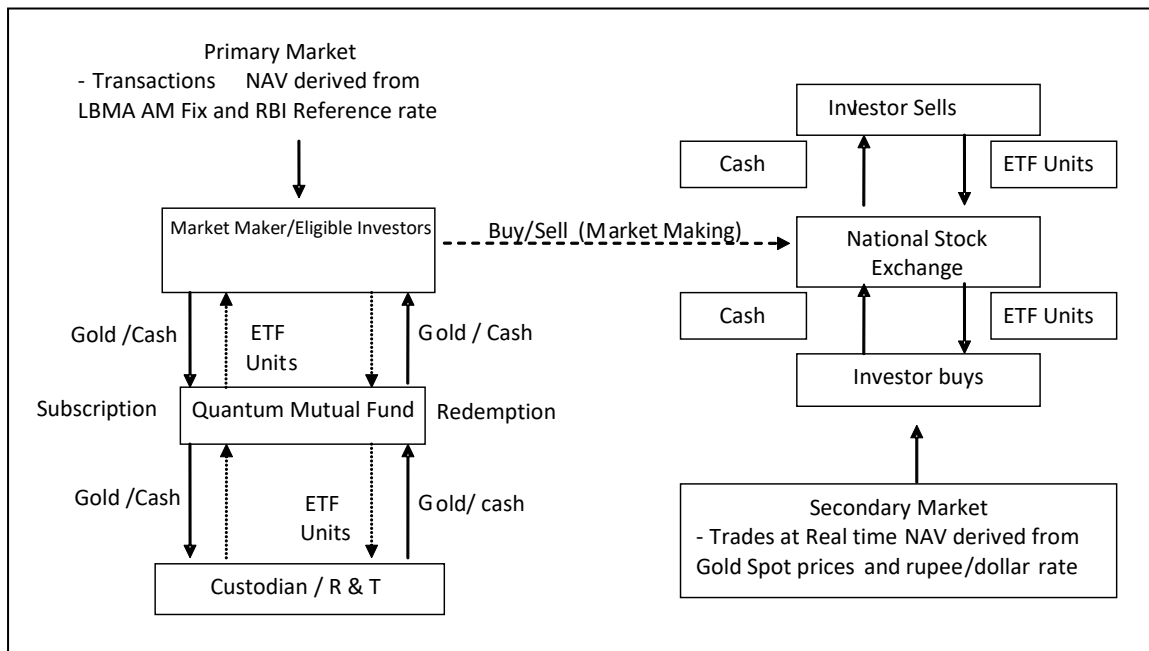 Primary Market
- Transactions NAV derived from
LBMA AM Fix and RBI Reference rate
Market Maker/Eligible Investors
Buy/Sell (Market Making)
Gold /Cash
ETF
Units
Gold / Cash
Subscription
Quantum Mutual Fund
Redemption
Gold /Cash
ETF
Units
Gold/ cash
Custodian / R & T
Investor Sells
Cash
ETF Units
National Stock
Exchange
Cash
ETF Units
Investor buys
Secondary Market
- Trades at Real time NAV derived from
Gold Spot prices and rupee/dollar rate